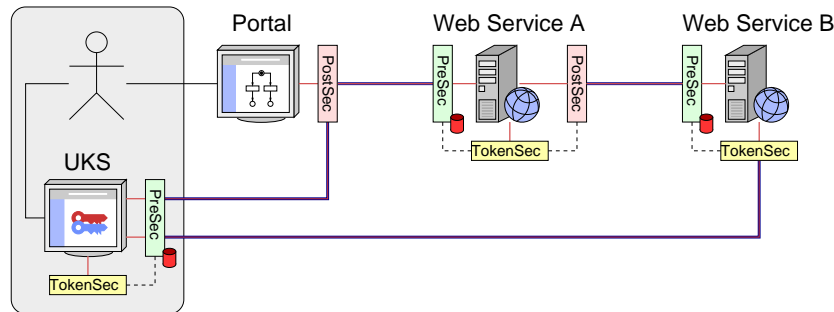 Portal
Web Service A
Web Service B
PostSec
PreSec
PostSec
PreSec
TokenSec
TokenSec
UKS
PreSec
TokenSec